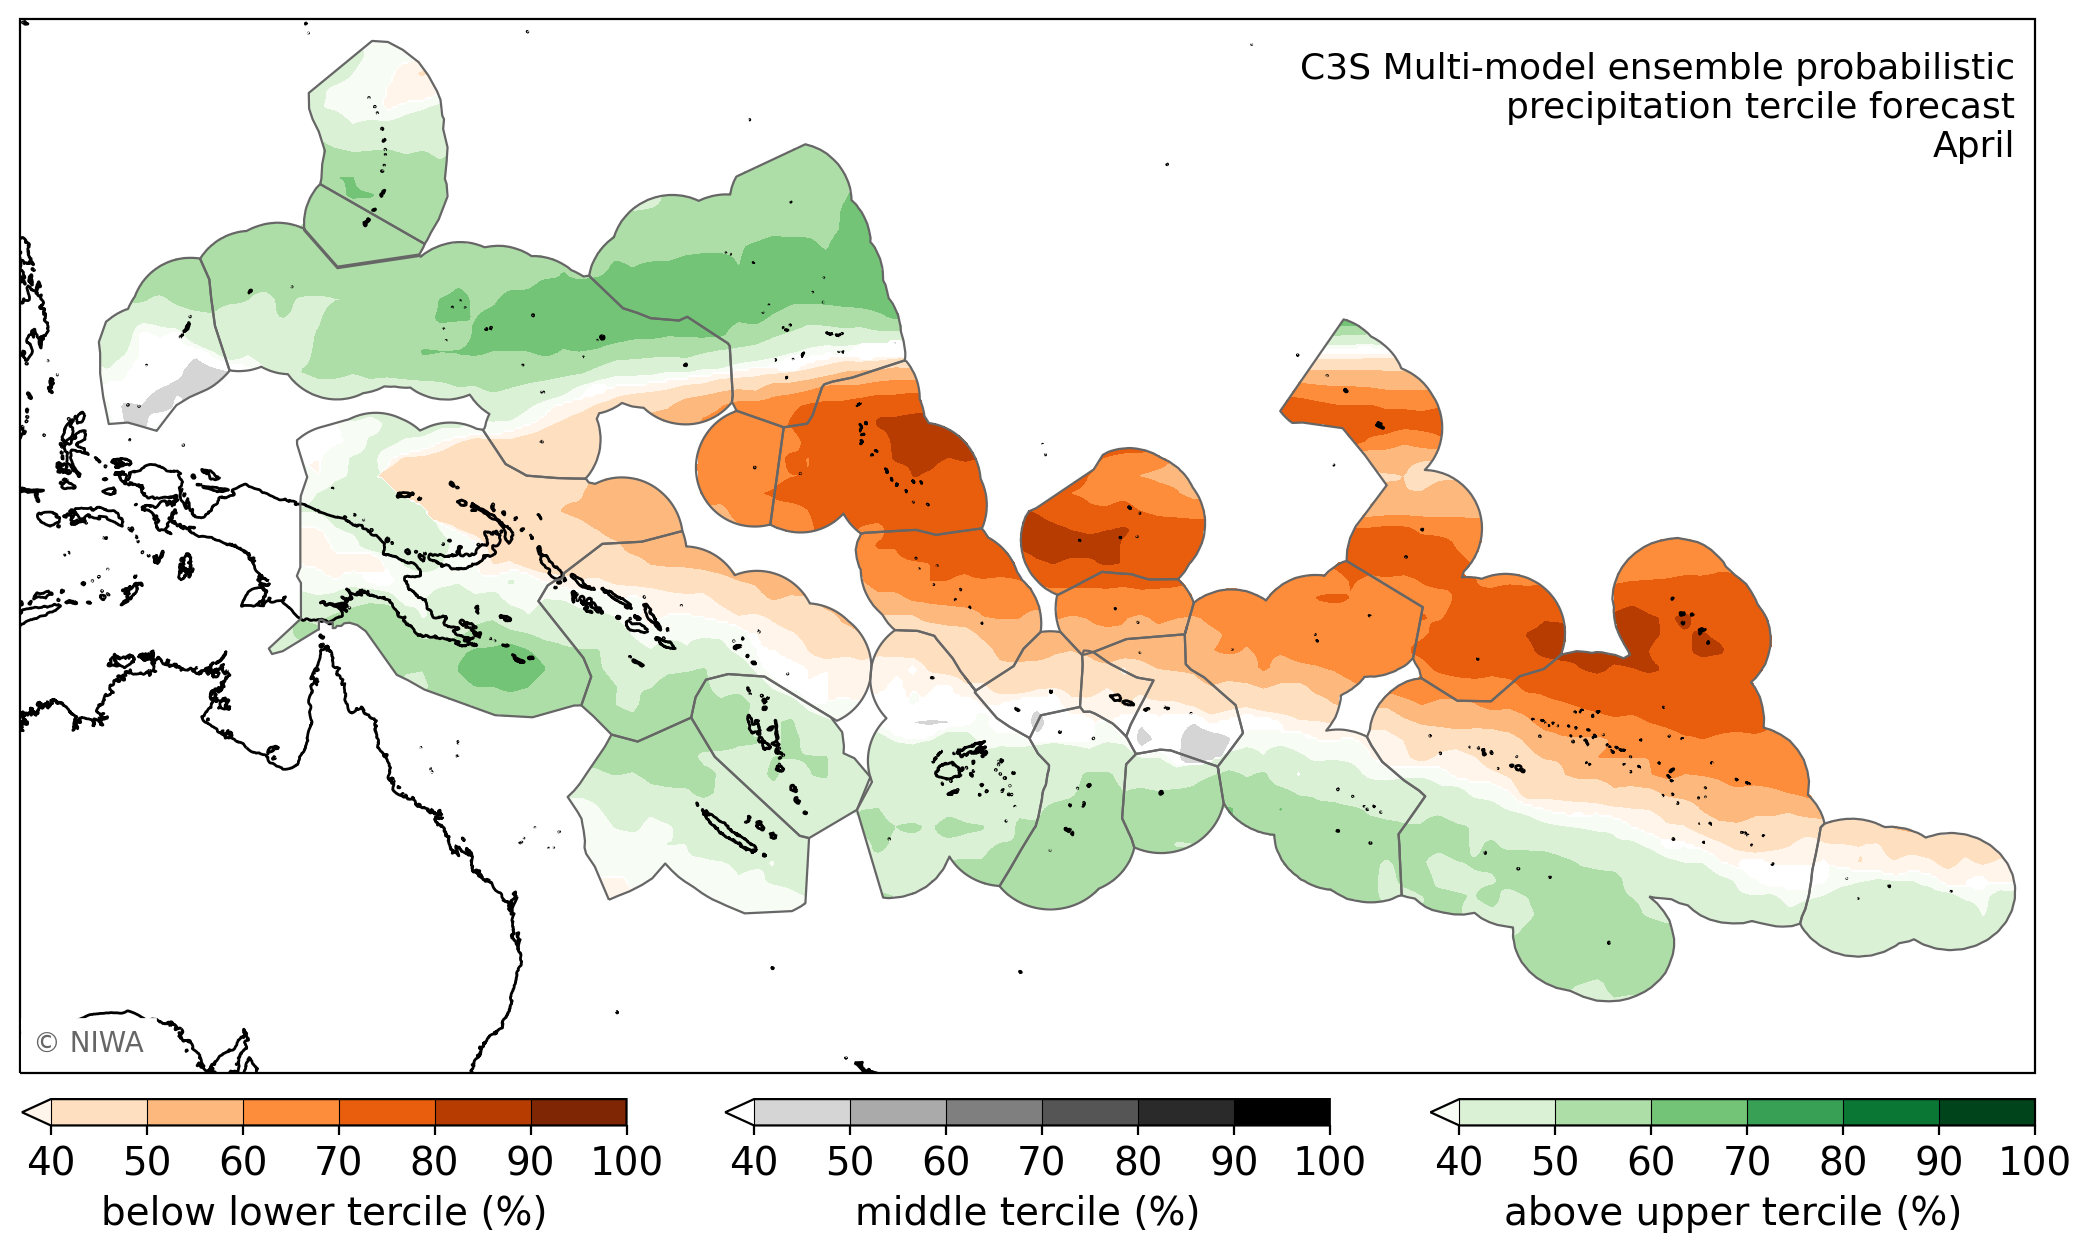 C3S Multi-model ensemble probabilistic
precipitation tercile forecast
April
© NIWA
40 50 60 70 80 90 100
below lower tercile (%)
40 50 60 70 80 90 100
middle tercile (%)
40 50 60 70 80 90 100
above upper tercile (%)